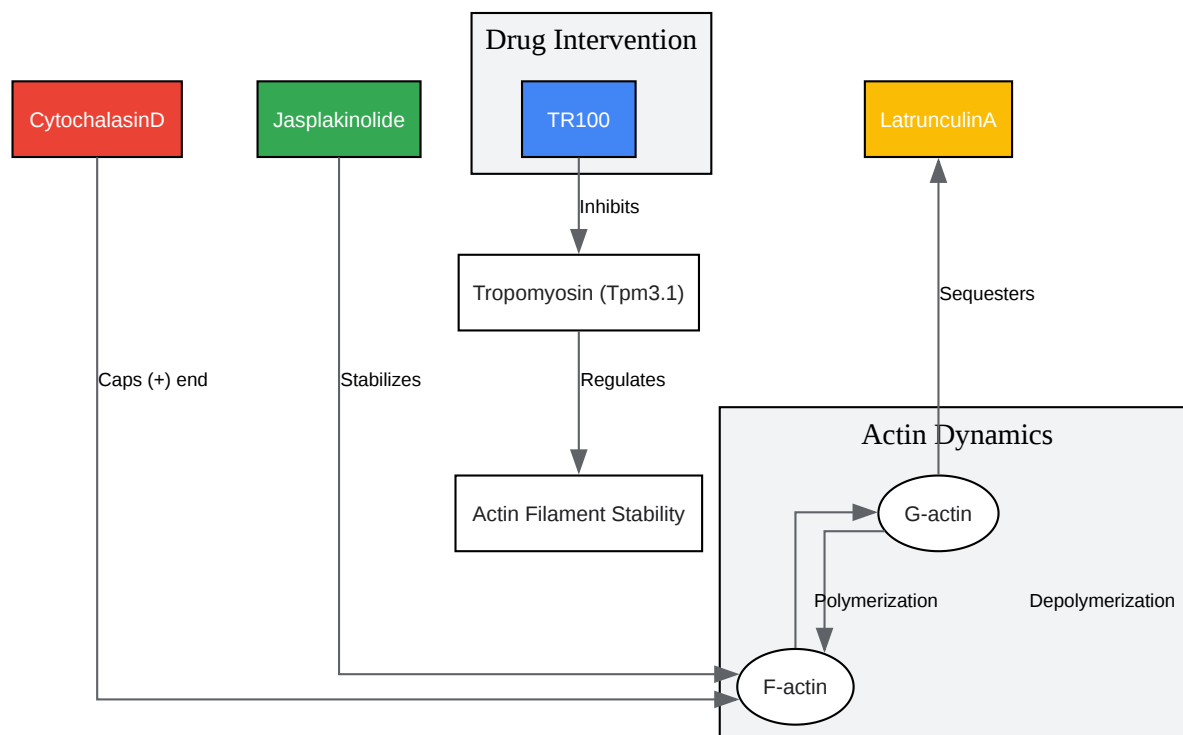 Drug Intervention
CytochalasinD
Jasplakinolide
TR100
LatrunculinA
Inhibits
Tropomyosin (Tpm3.1)
Sequesters
Caps (+) end
Stabilizes
Regulates
Actin Dynamics
Actin Filament Stability
G-actin
Polymerization
Depolymerization
F-actin